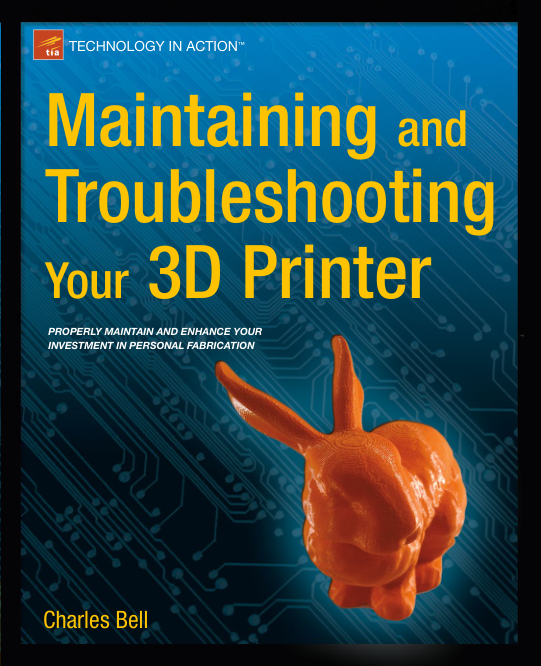 tia
TECHNOLOGY IN ACTION™
Maintaining and
Troubleshooting
Your 3D Printer
PROPERLY MAINTAIN AND ENHANCE YOUR
INVESTMENT IN PERSONAL FABRICATION
Charles Bell